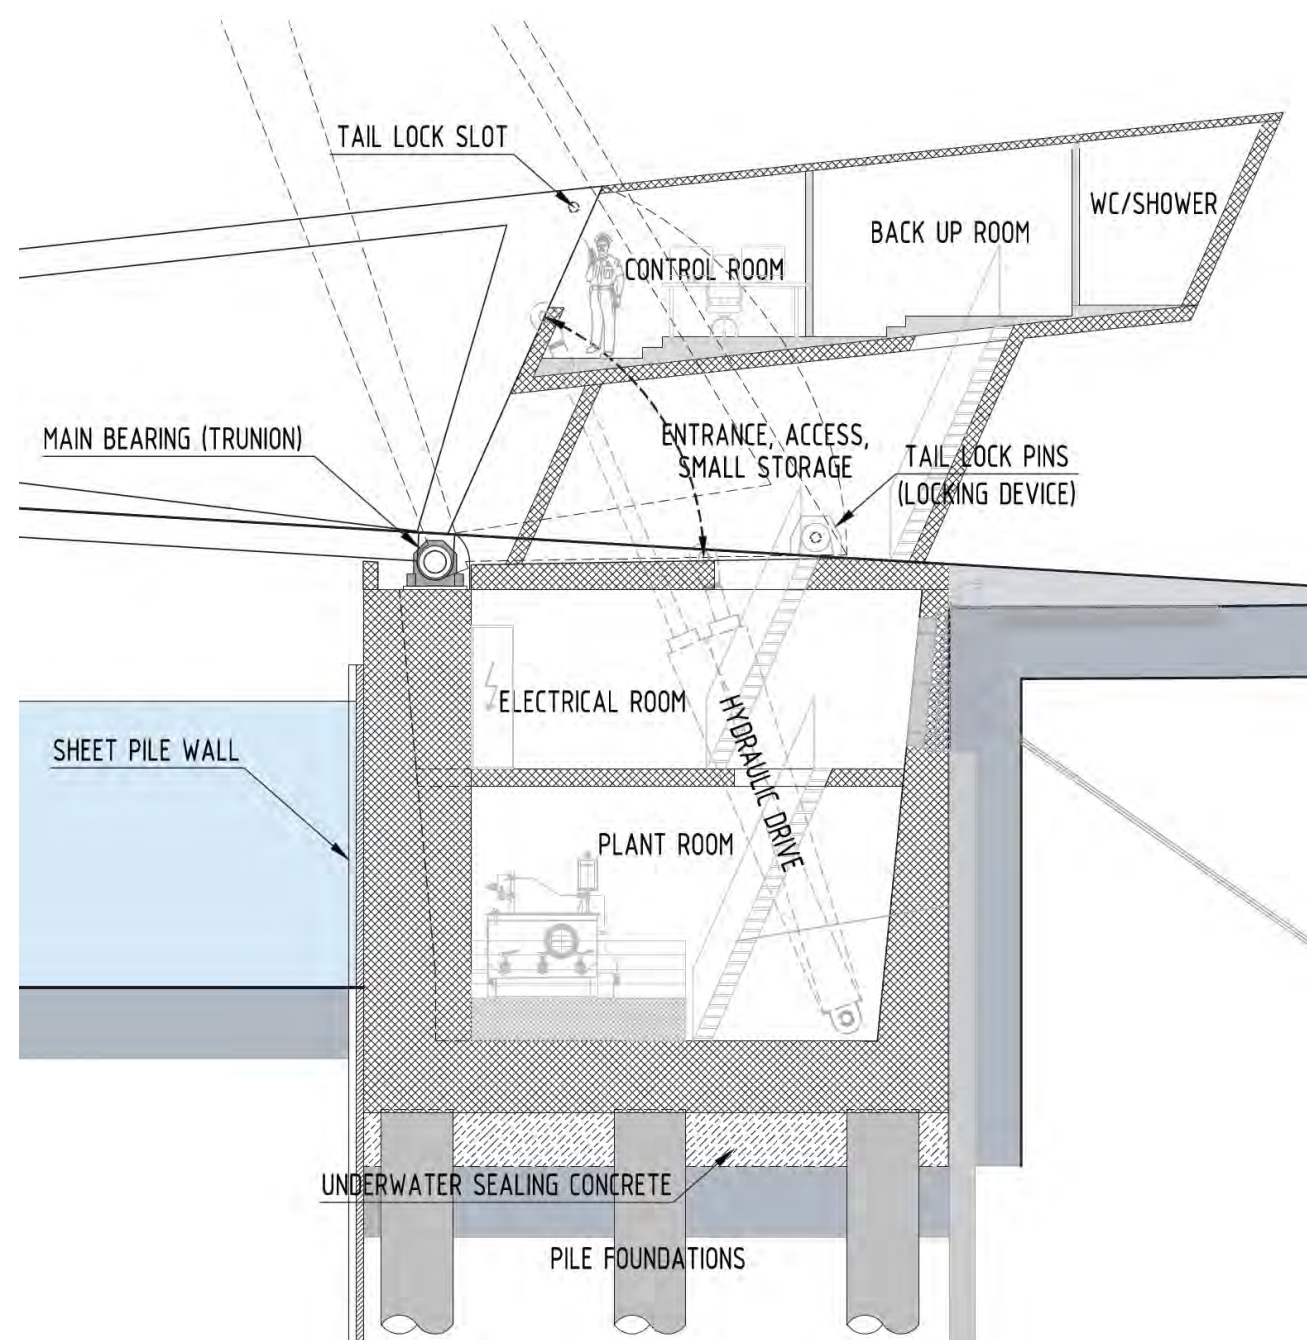 TAIL LOCK SLOT
WC/SHOWER
BACK UP ROOM
CONTROL ROOM
MAIN BEARING (TRUNION)
ENTRANCE, ACCESS,
SMALL STORAGE
TAIL LOCK PINS
(LOCKING DEVICE)
ELECTRICAL ROOM
HYDRAULIC DRIVE
SHEET PILE WALL
PLANT ROOM
UNDERWATER SEALING CONCRETE
PILE FOUNDATIONS